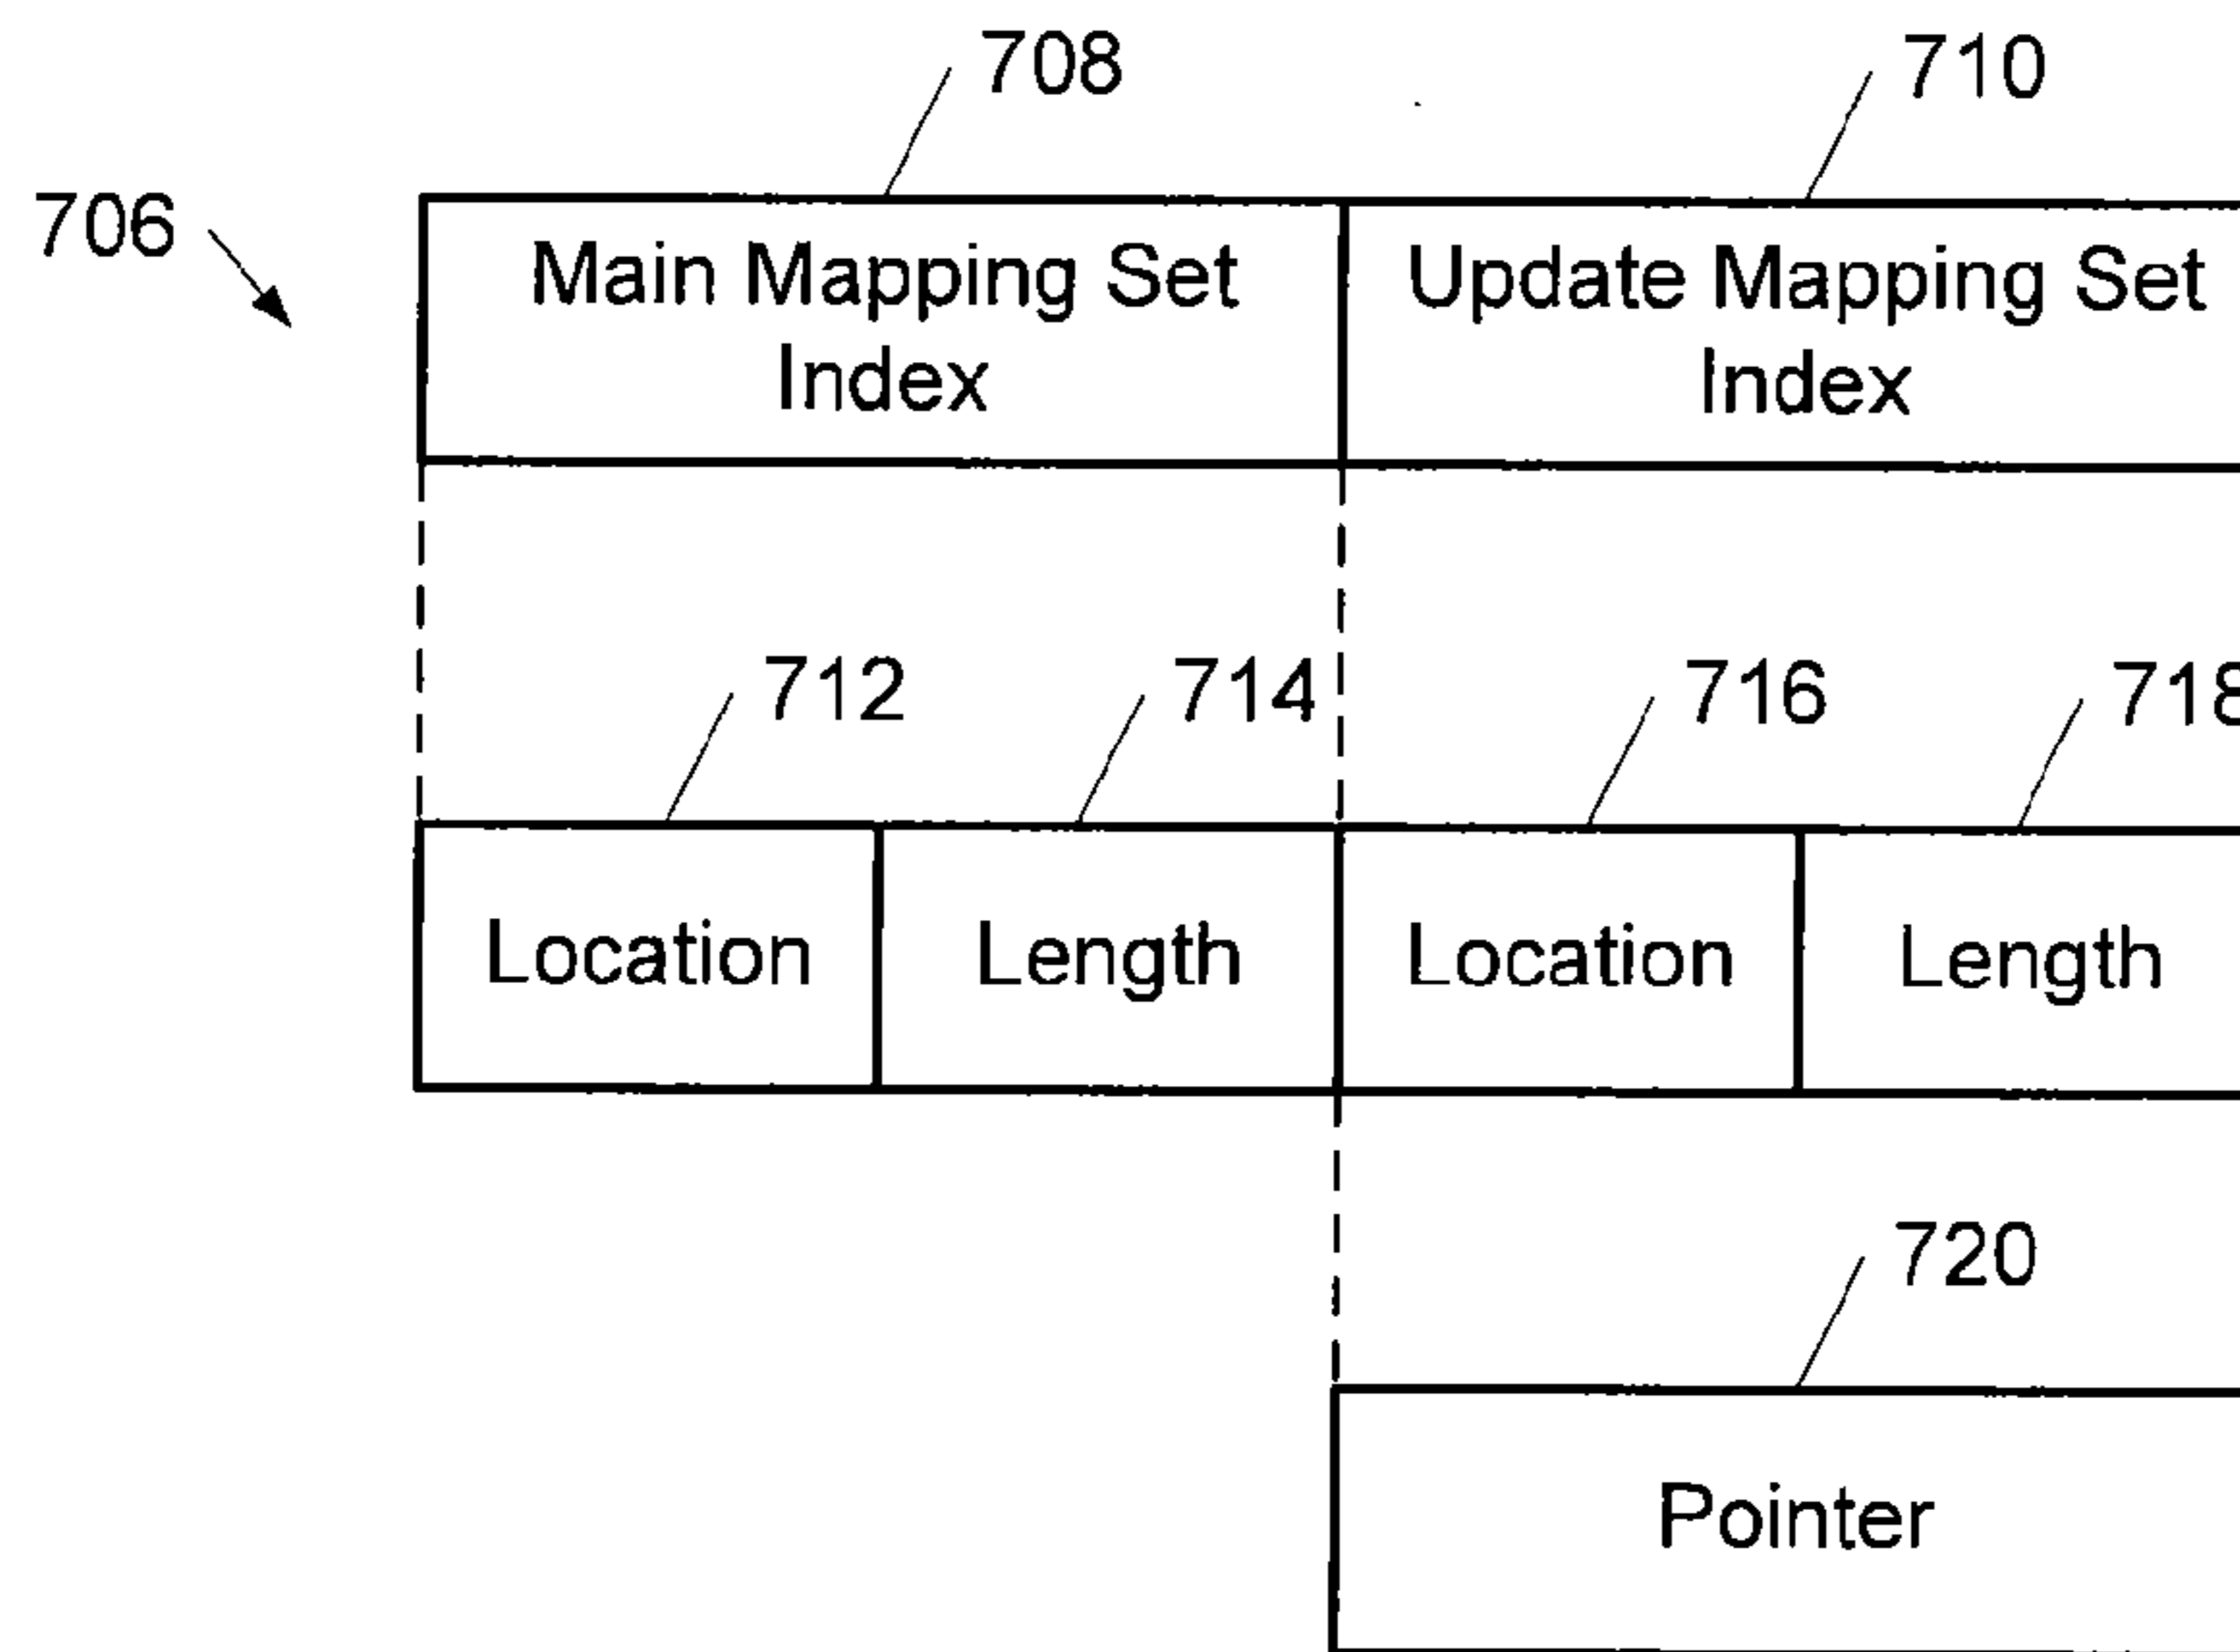 708
710
706
Main Mapping Set
Index
Update Mapping Set
Index
712
714
716
718
Location
Length
Location
Length
720
Pointer